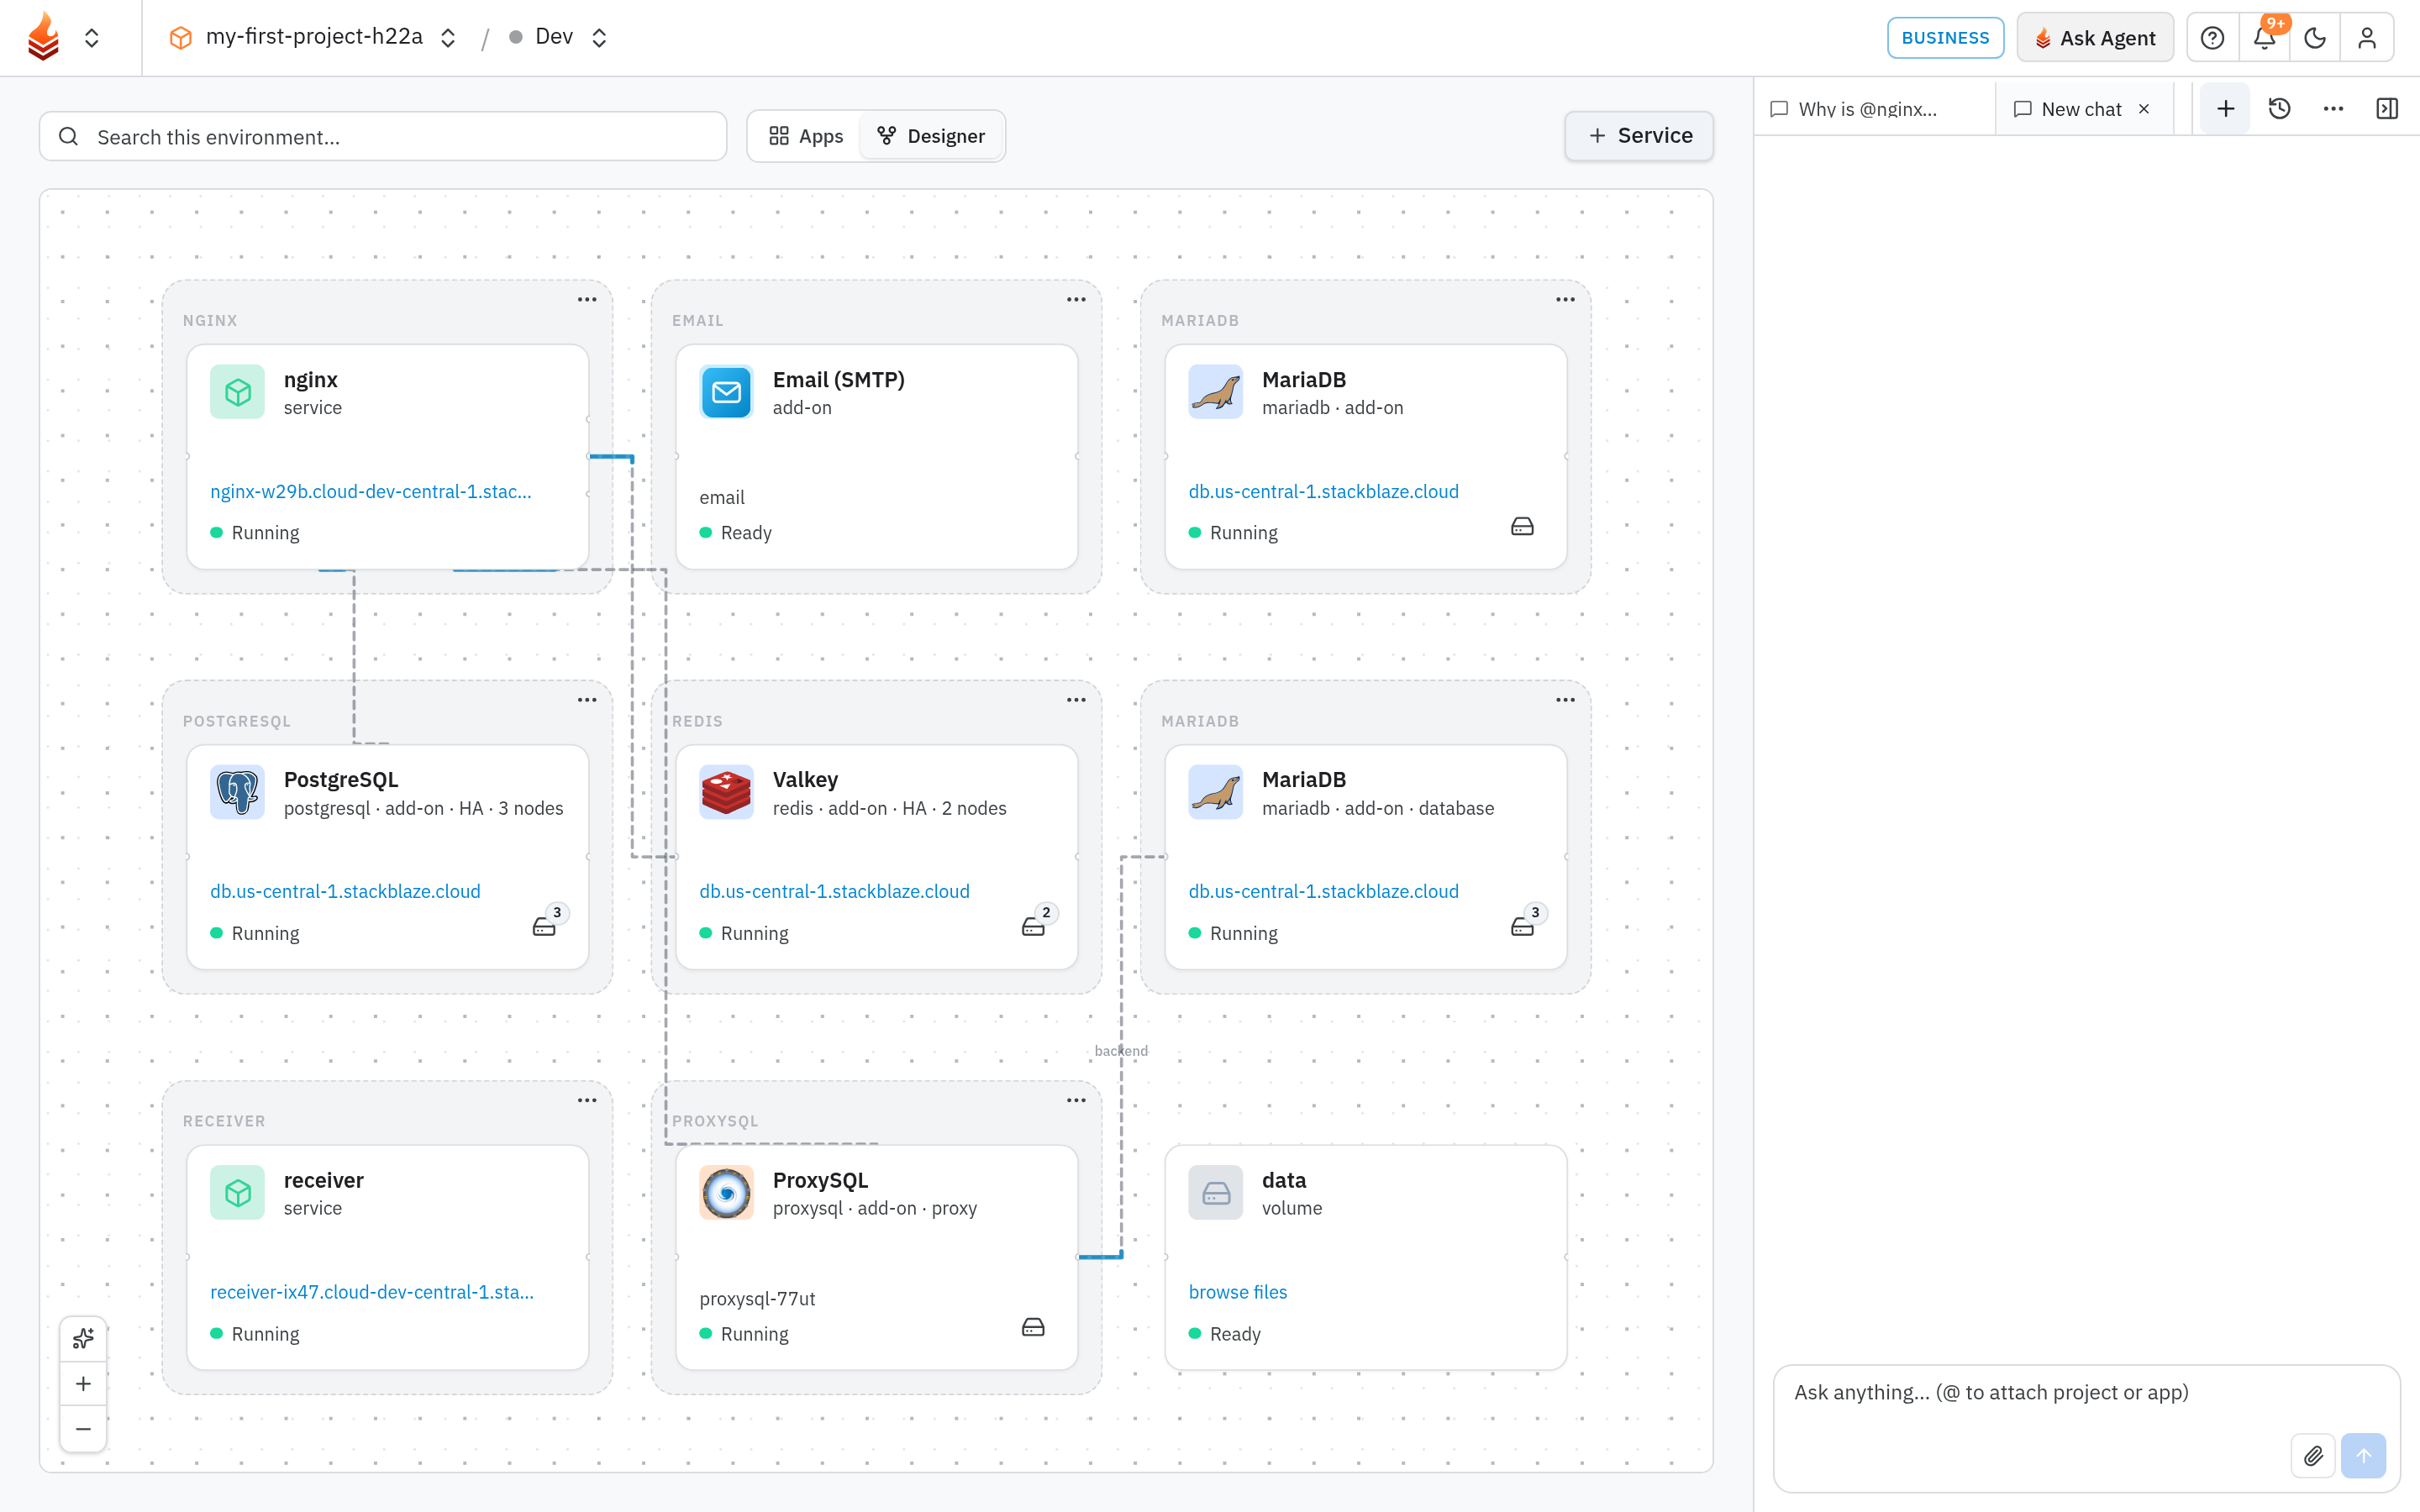 my-first-project-h22a / Dev
BUSINESS
Ask Agent
9+
Search this environment...
Apps
Designer
+ Service
Why is @nginx...
New chat
NGINX
nginx
service
nginx-w29b.cloud-dev-central-1.stac...
Running
EMAIL
Email (SMTP)
add-on
email
Ready
MARIADB
MariaDB
mariadb · add-on
db.us-central-1.stackblaze.cloud
Running
POSTGRESQL
PostgreSQL
postgresql · add-on · HA · 3 nodes
db.us-central-1.stackblaze.cloud
3
Running
REDIS
Valkey
redis · add-on · HA · 2 nodes
db.us-central-1.stackblaze.cloud
2
Running
MARIADB
MariaDB
mariadb · add-on · database
db.us-central-1.stackblaze.cloud
3
Running
backend
RECEIVER
receiver
service
receiver-ix47.cloud-dev-central-1.sta...
Running
PROXYSQL
ProxySQL
proxysql · add-on · proxy
proxysql-77ut
Running
data
volume
browse files
Ready
Ask anything... (@ to attach project or app)